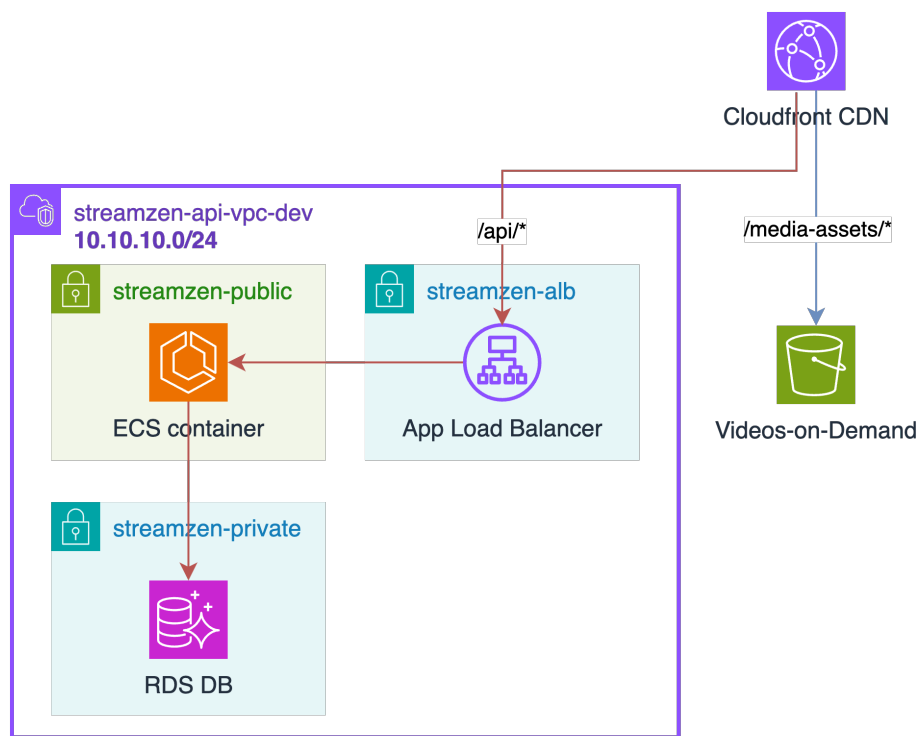 Cloudfront CDN
streamzen-api-vpc-dev
10.10.10.0/24
/api/*
/media-assets/*
streamzen-public
streamzen-alb
ECS container
App Load Balancer
Videos-on-Demand
streamzen-private
RDS DB